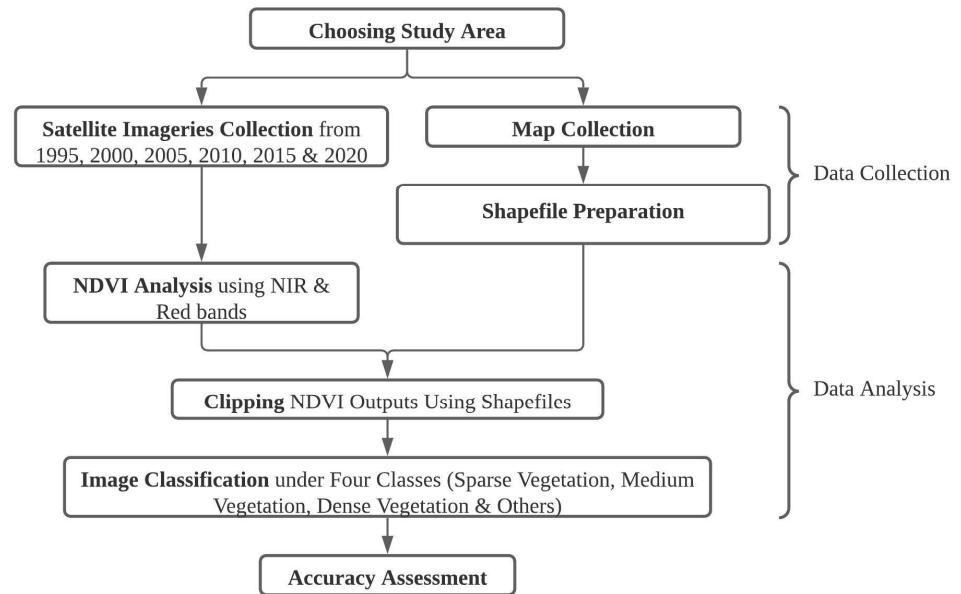 Choosing Study Area
Satellite Imageries Collection from
1995, 2000, 2005, 2010, 2015 & 2020
Map Collection
Shapefile Preparation
Data Collection
NDVI Analysis using NIR &
Red bands
Clipping NDVI Outputs Using Shapefiles
Image Classification under Four Classes (Sparse Vegetation, Medium
Vegetation, Dense Vegetation & Others)
Data Analysis
Accuracy Assessment